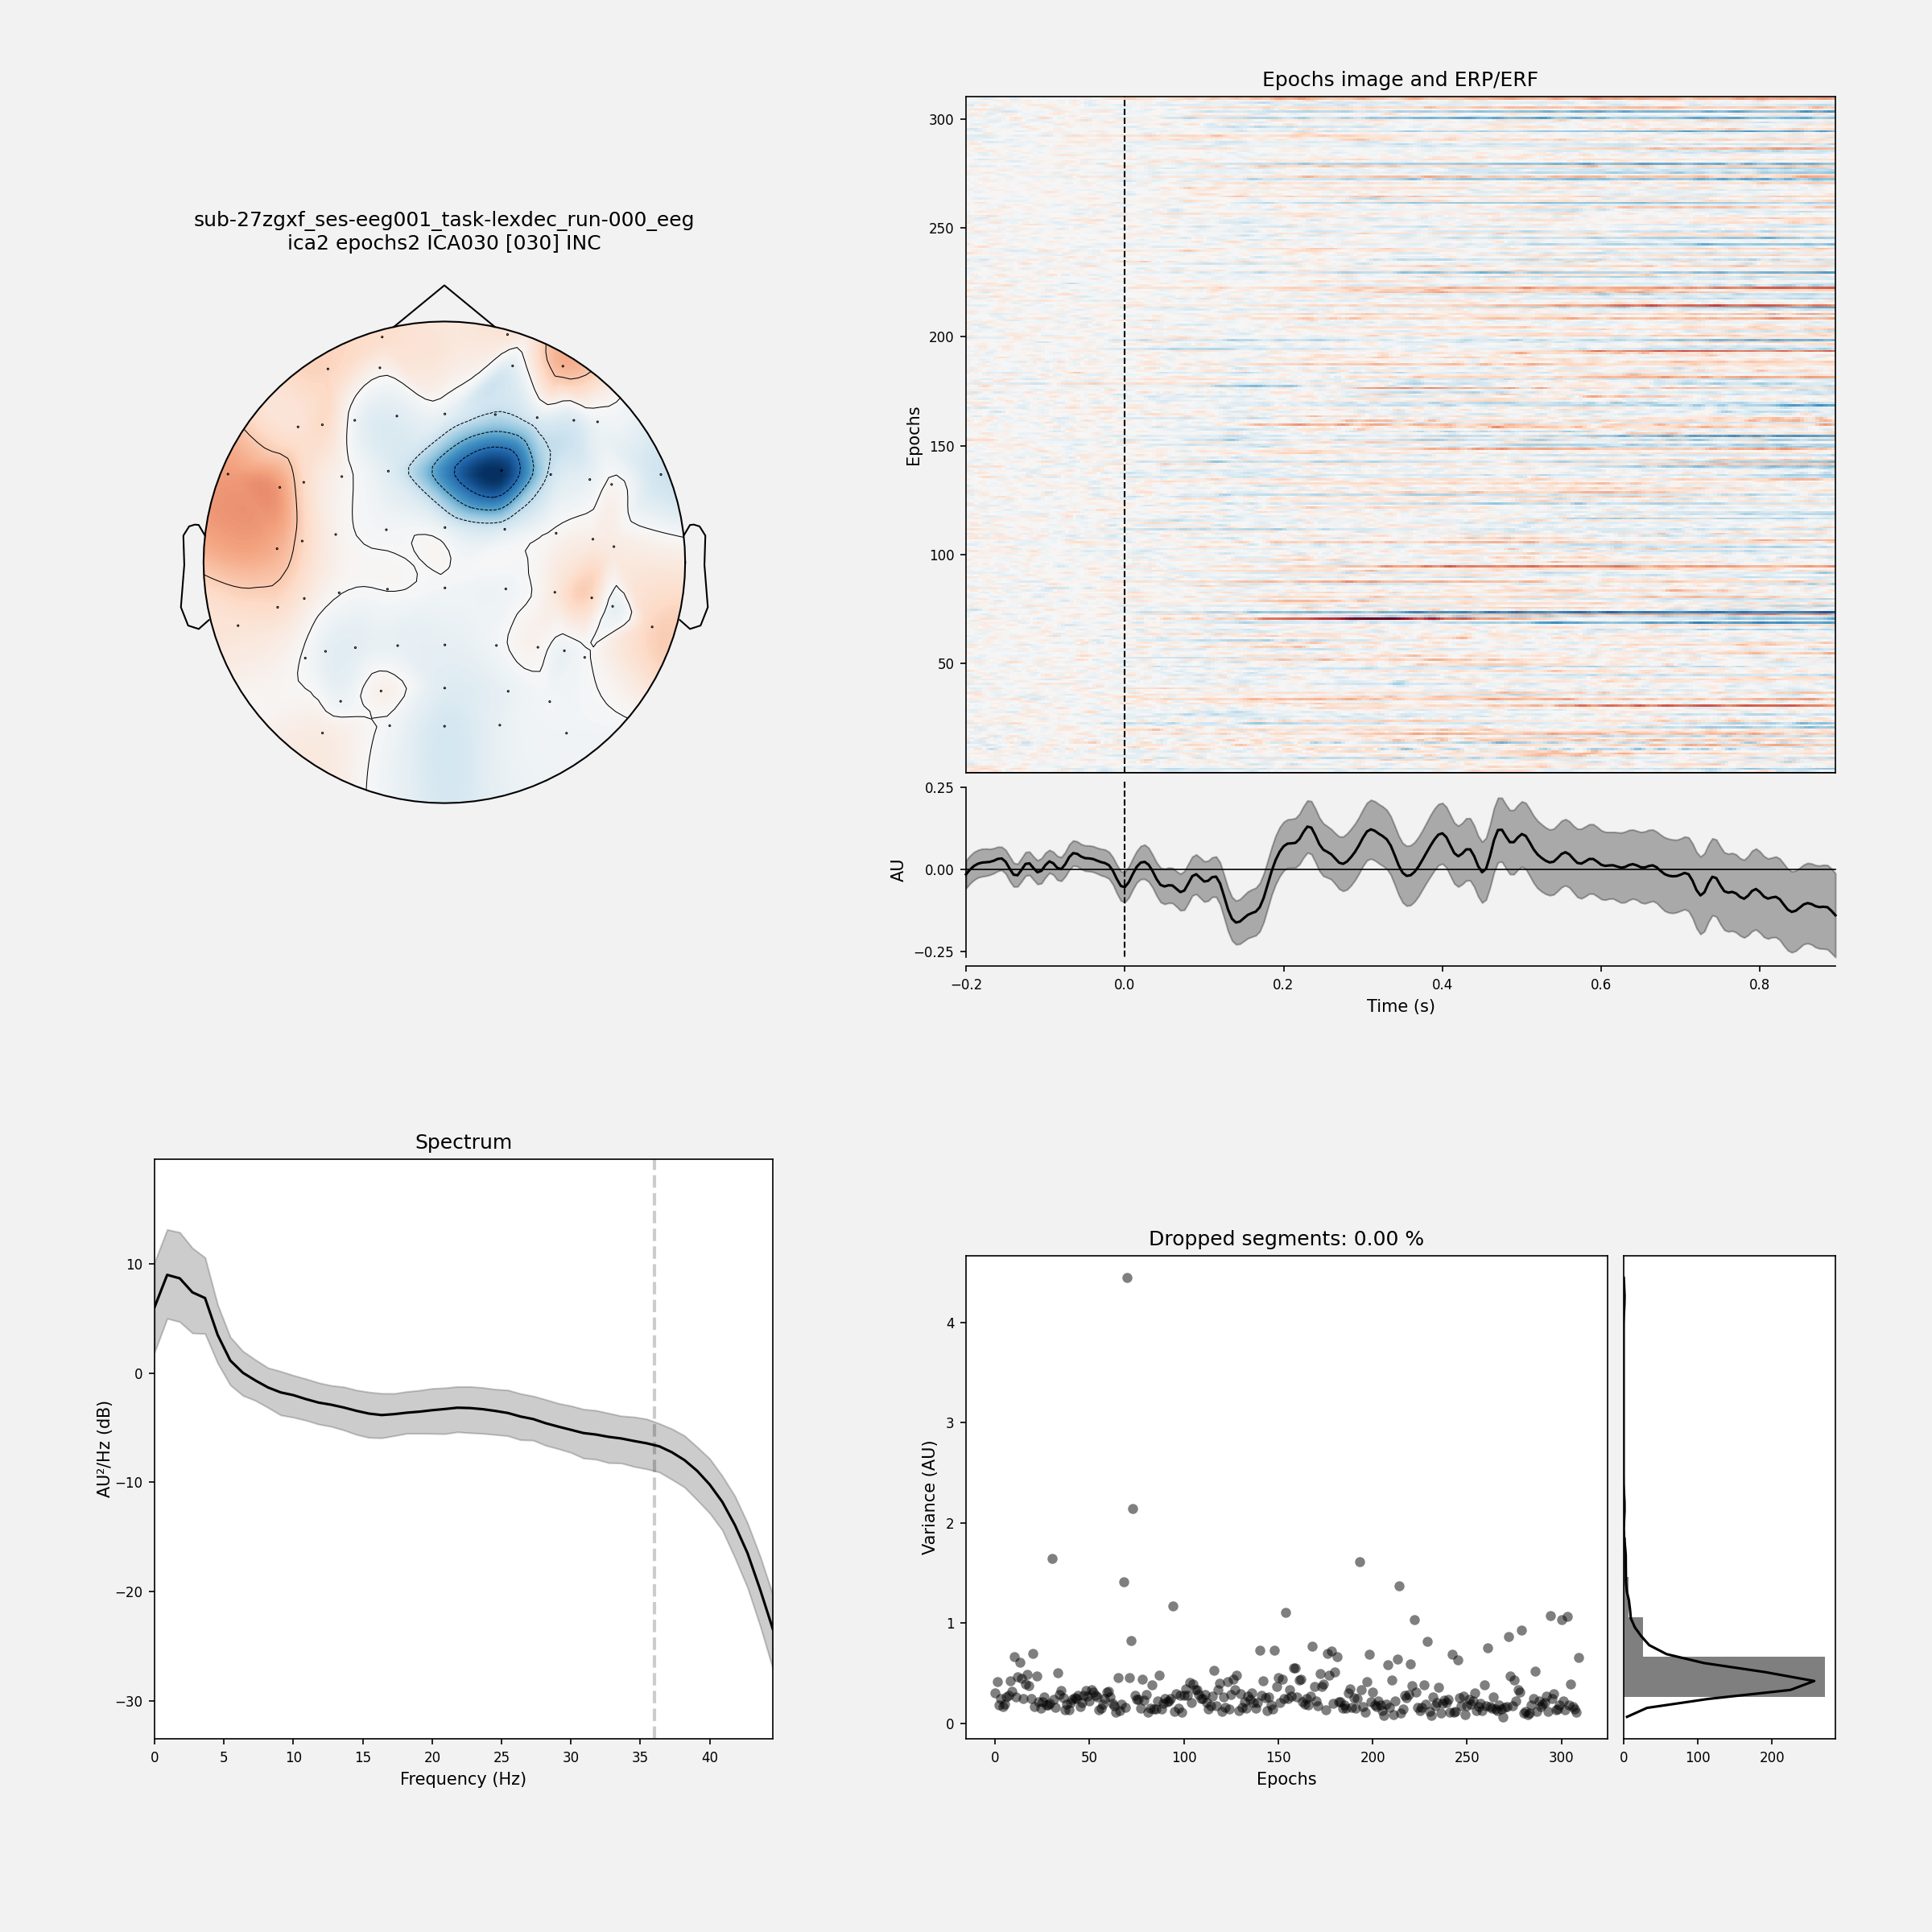 sub-27zgxf_ses-eeg001_task-lexdec_run-000_eeg
ica2 epochs2 ICA030 [030] INC
Epochs image and ERP/ERF
300
250
200
150
100
50
Epochs
0.25
0.00
−0.25
AU
−0.2 0.0 0.2 0.4 0.6 0.8
Time (s)
Spectrum
10
0
−10
−20
−30
AU²/Hz (dB)
0 5 10 15 20 25 30 35 40
Frequency (Hz)
Dropped segments: 0.00 %
4
3
2
1
0
Variance (AU)
0 50 100 150 200 250 300
Epochs
0 100 200